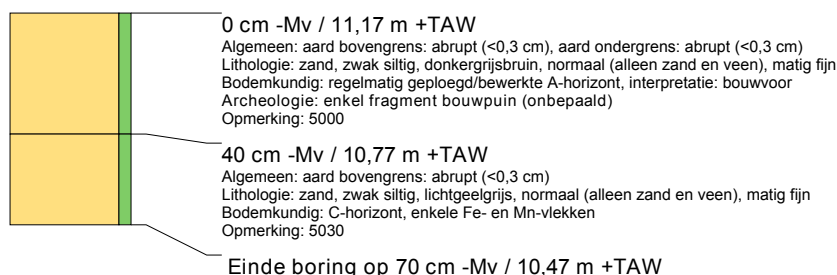 0 cm -Mv / 11,17 m +TAW
Algemeen: aard bovengrens: abrupt (<0,3 cm), aard ondergrens: abrupt (<0,3 cm)
Lithologie: zand, zwak siltig, donkergrijsbruin, normaal (alleen zand en veen), matig fijn
Bodemkundig: regelmatig geploegd/bewerkte A-horizont, interpretatie: bouwvoor
Archeologie: enkel fragment bouwpuin (onbepaald)
Opmerking: 5000
40 cm -Mv / 10,77 m +TAW
Algemeen: aard bovengrens: abrupt (<0,3 cm)
Lithologie: zand, zwak siltig, lichtgeelgrijs, normaal (alleen zand en veen), matig fijn
Bodemkundig: C-horizont, enkele Fe- en Mn-vlekken
Opmerking: 5030
Einde boring op 70 cm -Mv / 10,47 m +TAW